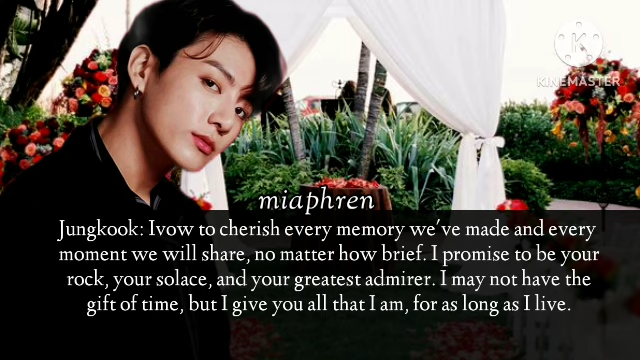 KINEMASTER
miaphren
Jungkook: Ivow to cherish every memory we've made and every
moment we will share, no matter how brief. I promise to be your
rock, your solace, and your greatest admirer. I may not have the
gift of time, but I give you all that I am, for as long as I live.